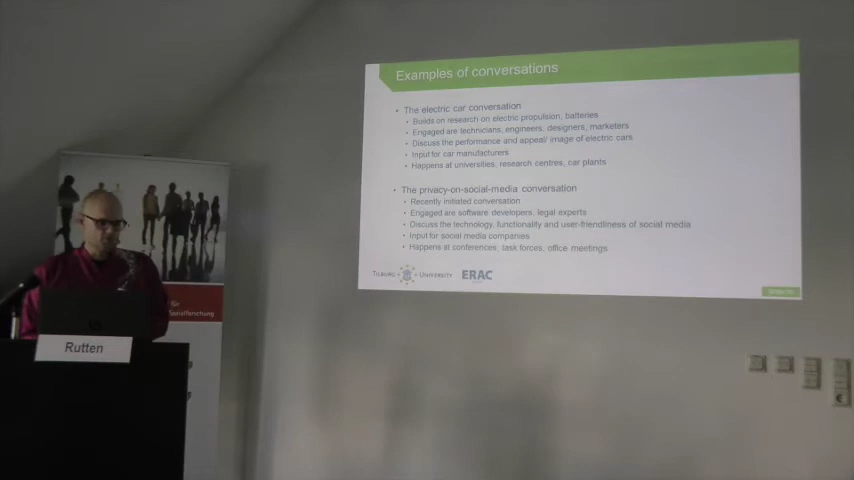 Examples of conversations
• The electric car conversation
• Builds on research on electric propulsion, batteries
• Engaged are technicians, engineers, designers, marketers
• Discuss the performance and appeal/ image of electric cars
• Input for car manufacturers
• Happens at universities, research centres, car plants
• The privacy-on-social-media conversation
• Recently initiated conversation
• Engaged are software developers, legal experts
• Discuss the technology, functionality and user-friendliness of social media
• Input for social media companies
• Happens at conferences, task forces, office meetings
TILBURG UNIVERSITY ERAC
für
Sozialforschung
Rutten